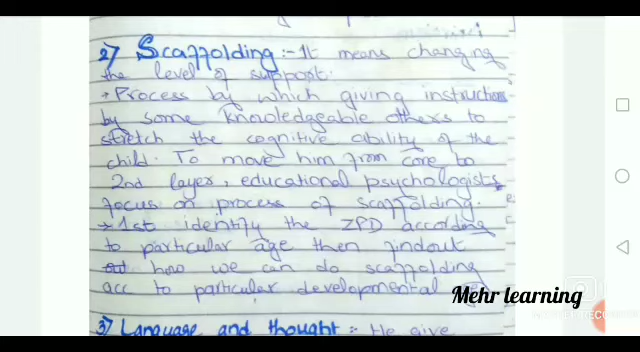 2) Scaffolding :- It means changing
the level of support.
→ Process by which giving instructions
by some knowledgeable others to
stretch the cognitive ability of the
child. To move him from core to
2nd layer, educational psychologists
focus on process of scaffolding.
→ 1st identify the ZPD according
to particular age then findout
how we can do scaffolding
acc to particular developmental
Mehr learning
3) Language and thought :- He give